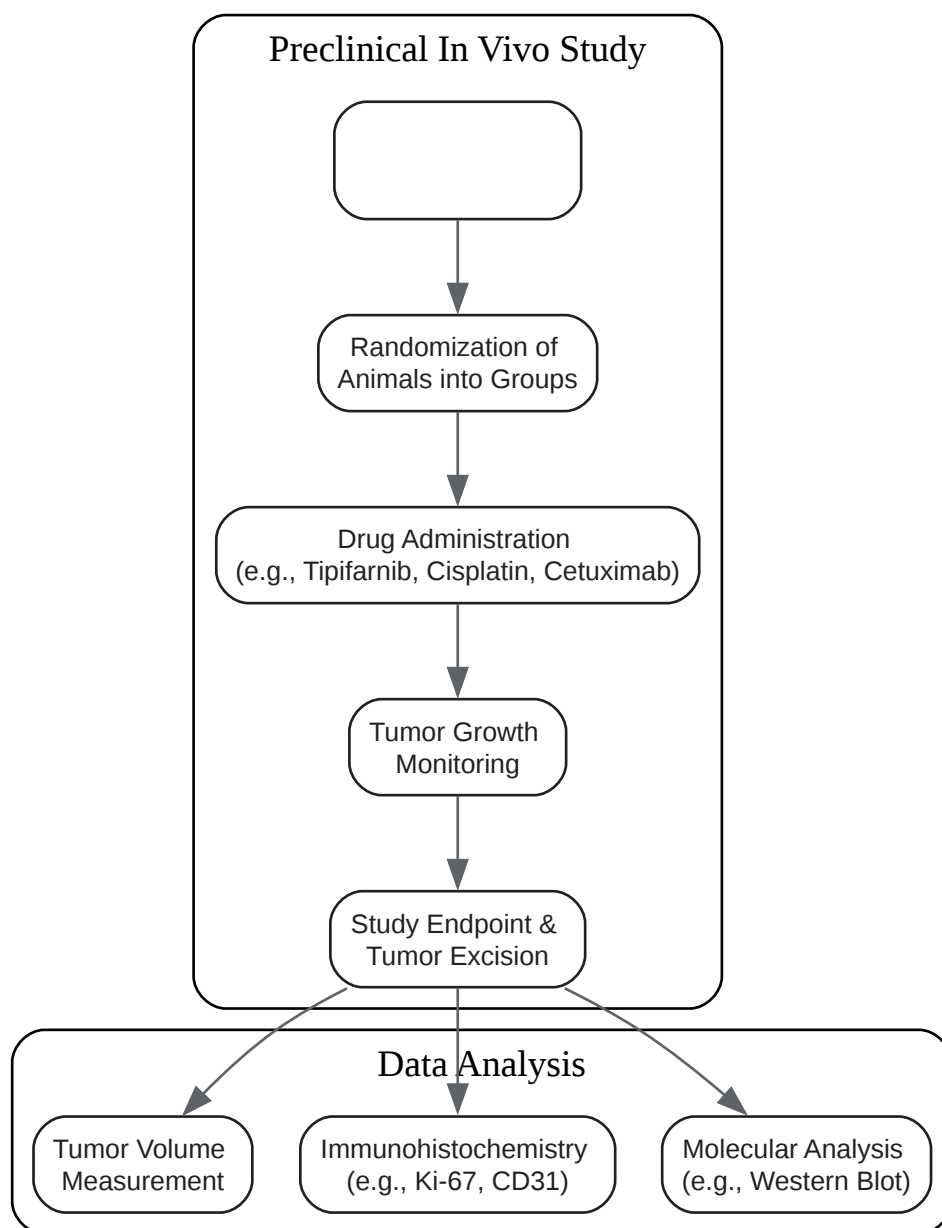 Preclinical In Vivo Study
Randomization of
Animals into Groups
Drug Administration
(e.g., Tipifarnib, Cisplatin, Cetuximab)
Tumor Growth
Monitoring
Study Endpoint &
Tumor Excision
Data Analysis
Tumor Volume
Measurement
Immunohistochemistry
(e.g., Ki-67, CD31)
Molecular Analysis
(e.g., Western Blot)